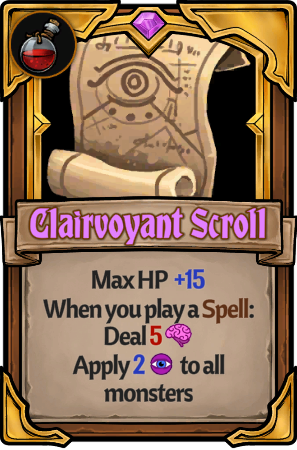 Clairvoyant Scroll
Max HP +15
When you play a Spell:
Deal 5
Apply 2 to all
monsters